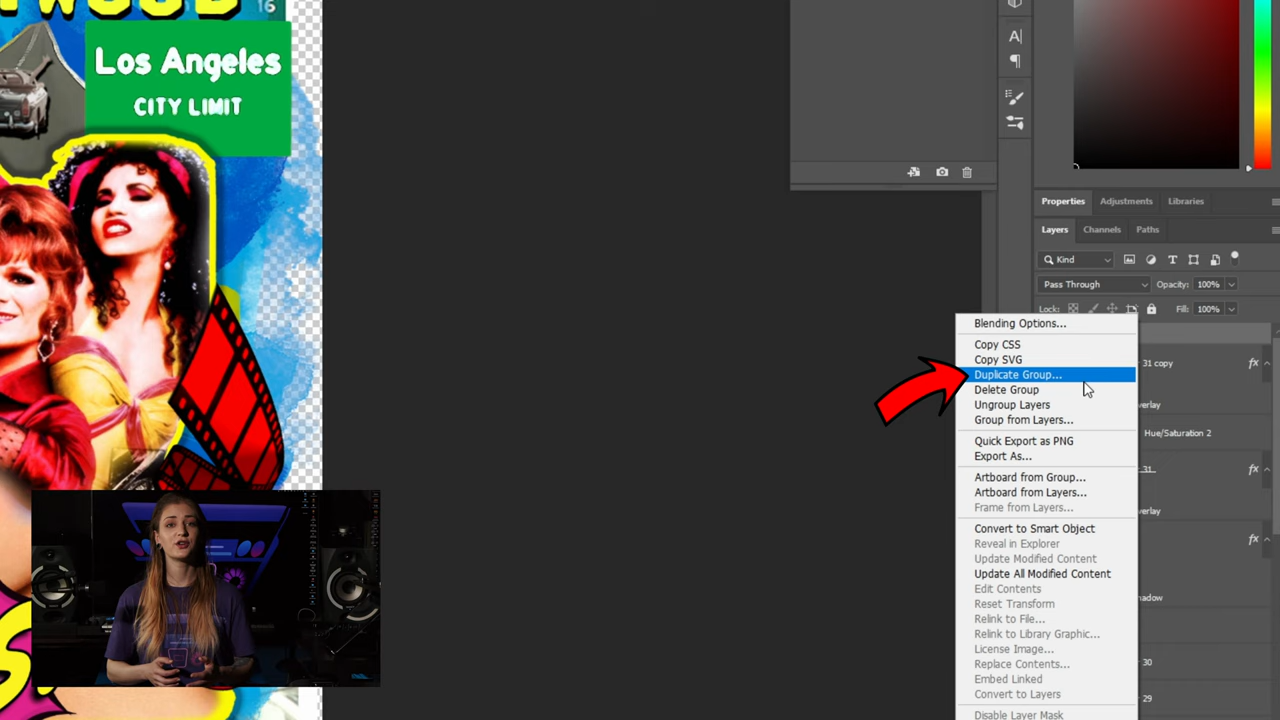 16
Los Angeles
CITY LIMIT
Properties Adjustments Libraries
Layers Channels Paths
Kind
Pass Through Opacity: 100%
Lock: Fill: 100%
Blending Options...
Copy CSS
Copy SVG
31 copy fx
Duplicate Group...
Delete Group
Ungroup Layers
verlay
Group from Layers...
Hue/Saturation 2
Quick Export as PNG
Export As...
31 fx
Artboard from Group...
Artboard from Layers...
Frame from Layers...
verlay
Convert to Smart Object
fx
Reveal in Explorer
Update Modified Content
Update All Modified Content
Edit Contents
hadow
Reset Transform
Relink to File...
Relink to Library Graphic...
License Image...
Replace Contents...
30
Embed Linked
Convert to Layers
29
Disable Layer Mask